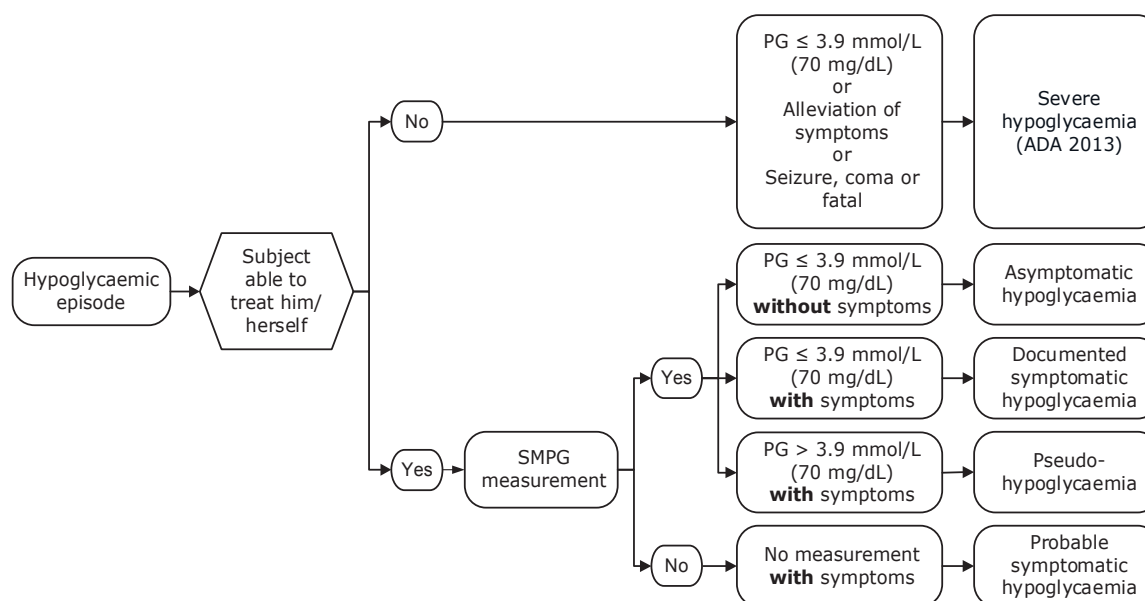 Hypoglycaemic
episode
Subject
able to
treat him/
herself
No
PG ≤ 3.9 mmol/L
(70 mg/dL)
or
Alleviation of
symptoms
or
Seizure, coma or
fatal
Severe
hypoglycaemia
(ADA 2013)
Yes
SMPG
measurement
Yes
PG ≤ 3.9 mmol/L
(70 mg/dL)
without symptoms
Asymptomatic
hypoglycaemia
PG ≤ 3.9 mmol/L
(70 mg/dL)
with symptoms
Documented
symptomatic
hypoglycaemia
PG > 3.9 mmol/L
(70 mg/dL)
with symptoms
Pseudo-
hypoglycaemia
No
No measurement
with symptoms
Probable
symptomatic
hypoglycaemia